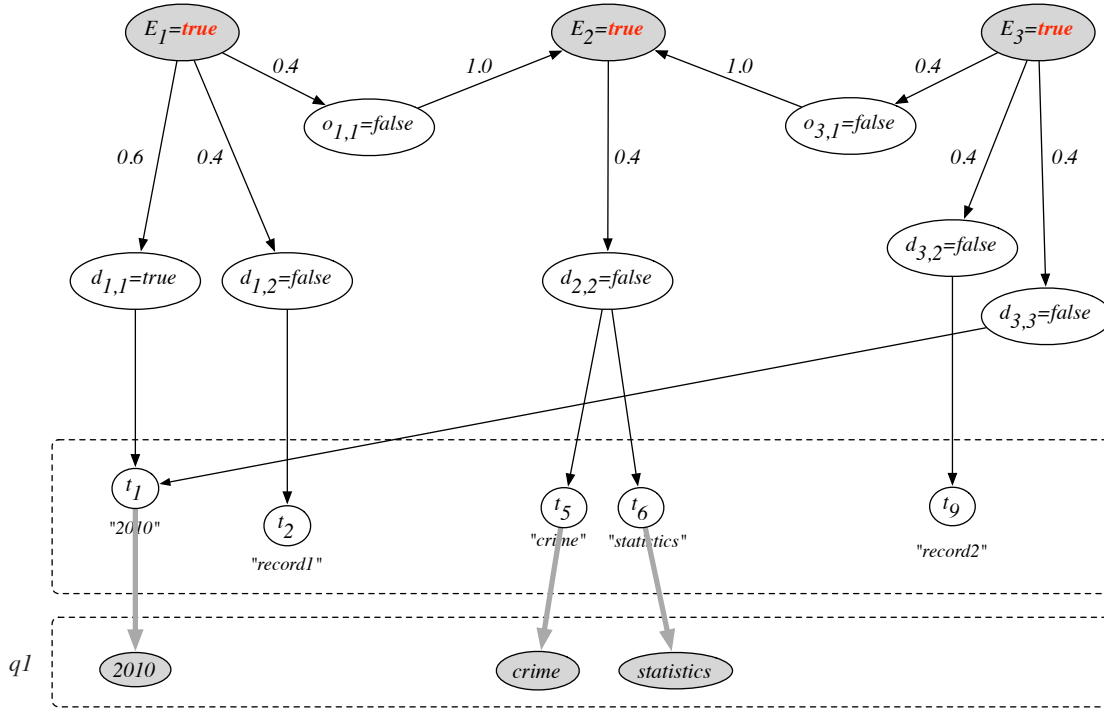 E1=true
E2=true
E3=true
0.4
1.0
1.0
0.4
o1,1=false
o3,1=false
0.6
0.4
0.4
0.4
0.4
d3,2=false
d1,1=true
d1,2=false
d2,2=false
d3,3=false
t1
t5
t6
t9
"2010"
t2
"crime"
"statistics"
"record2"
"record1"
q1
2010
crime
statistics